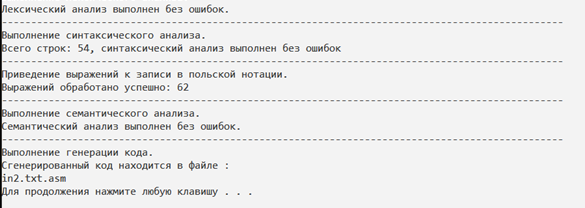 Лексический анализ выполнен без ошибок.
------------------------------------------------------------------------------------
Выполнение синтаксического анализа.
Всего строк: 54, синтаксический анализ выполнен без ошибок
------------------------------------------------------------------------------------
Приведение выражений к записи в польской нотации.
Выражений обработано успешно: 62
------------------------------------------------------------------------------------
Выполнение семантического анализа.
Семантический анализ выполнен без ошибок.
------------------------------------------------------------------------------------
Выполнение генерации кода.
Сгенерированный код находится в файле :
in2.txt.asm
Для продолжения нажмите любую клавишу . . .